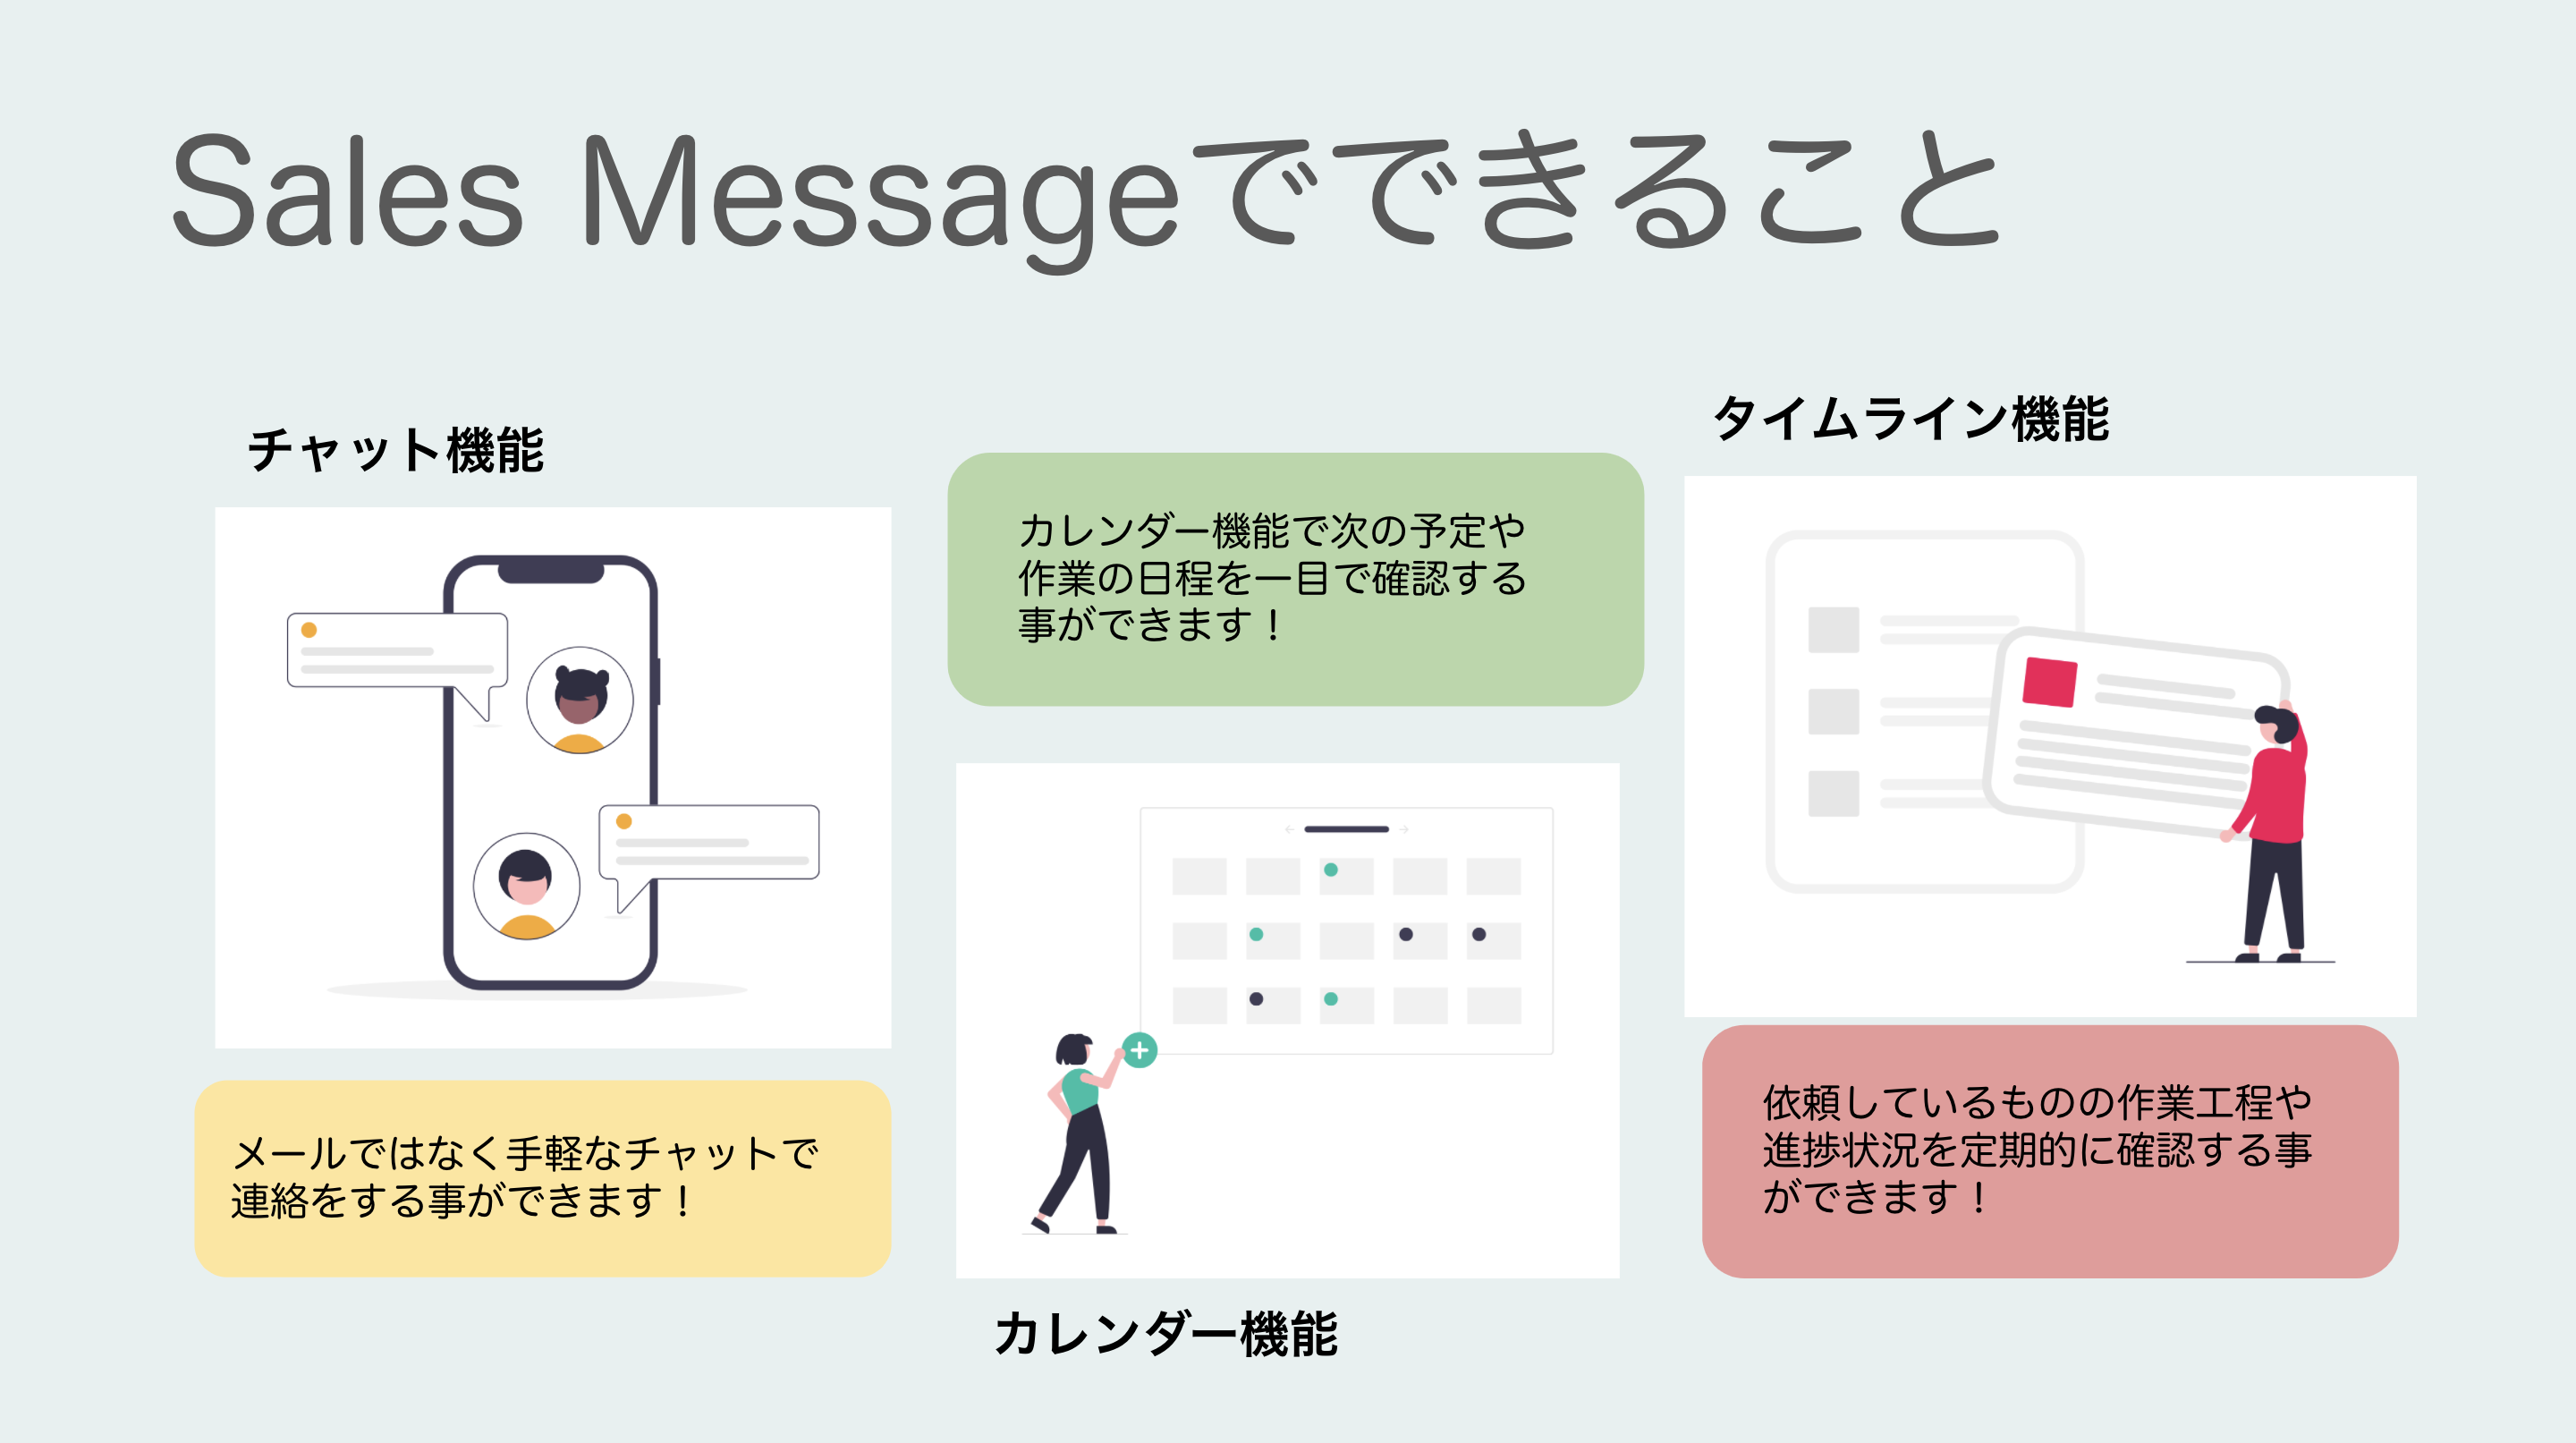 Sales Messageでできること
チャット機能
メールではなく手軽なチャットで
連絡をする事ができます！
カレンダー機能で次の予定や
作業の日程を一目で確認する
事ができます！
カレンダー機能
タイムライン機能
依頼しているものの作業工程や
進捗状況を定期的に確認する事
ができます！